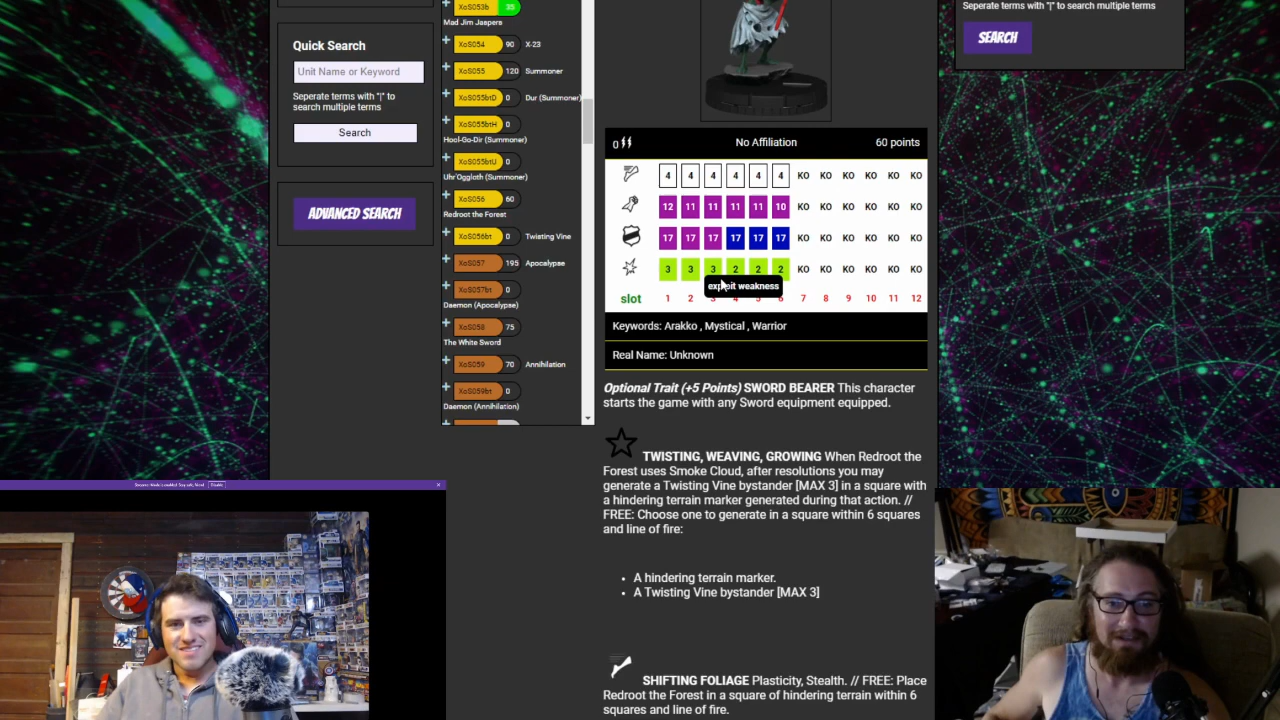 Quick Search
Unit Name or Keyword
Seperate terms with "|" to
search multiple terms
Search
ADVANCED SEARCH
XoS053b 35
Mad Jim Jaspers
XoS054 90 X-23
XoS055 120 Summoner
XoS055btD 0 Dur (Summoner)
XoS055btH 0
Hool-Go-Dir (Summoner)
XoS055btU 0
Uhr'Oggloth (Summoner)
XoS056 60
Redroot the Forest
XoS056bt 0 Twisting Vine
XoS057 195 Apocalypse
XoS057bt 0
Daemon (Apocalypse)
XoS058 75
The White Sword
XoS059 70 Annihilation
XoS059bt 0
Daemon (Annihilation)
0 No Affiliation 60 points
4 4 4 4 4 4 KO KO KO KO KO KO
12 11 11 11 11 10 KO KO KO KO KO KO
17 17 17 17 17 17 KO KO KO KO KO KO
3 3 3 2 2 2 KO KO KO KO KO KO
exploit weakness
slot 1 2 3 4 5 6 7 8 9 10 11 12
Keywords: Arakko , Mystical , Warrior
Real Name: Unknown
Optional Trait (+5 Points) SWORD BEARER This character
starts the game with any Sword equipment equipped.
TWISTING, WEAVING, GROWING When Redroot the
Forest uses Smoke Cloud, after resolutions you may
generate a Twisting Vine bystander [MAX 3] in a square with
a hindering terrain marker generated during that action. //
FREE: Choose one to generate in a square within 6 squares
and line of fire:
• A hindering terrain marker.
• A Twisting Vine bystander [MAX 3]
SHIFTING FOLIAGE Plasticity, Stealth. // FREE: Place
Redroot the Forest in a square of hindering terrain within 6
squares and line of fire.
Seperate terms with "|" to search multiple terms
SEARCH